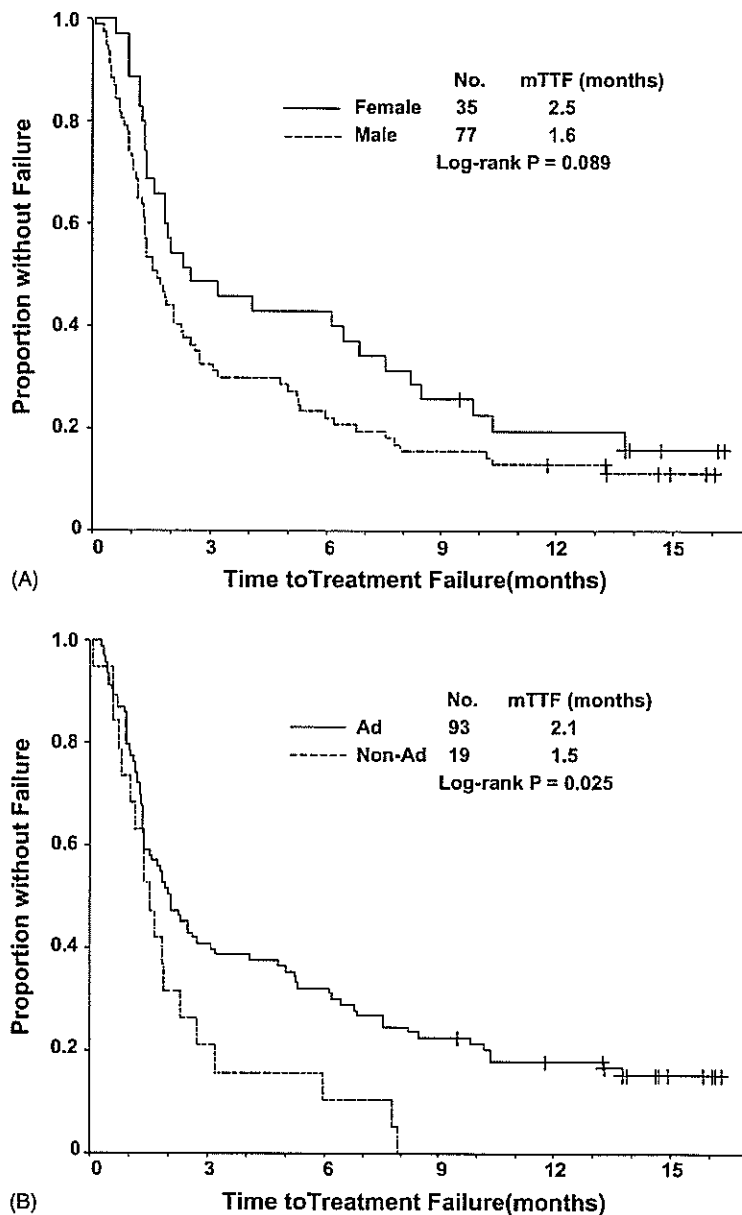 1.0
0.8
0.6
0.4
0.2
0
Proportion without Failure
No. mTTF (months)
Female 35 2.5
Male 77 1.6
Log-rank P = 0.089
0 3 6 9 12 15
Time toTreatment Failure(months)
(A)
1.0
0.8
0.6
0.4
0.2
0
Proportion without Failure
No. mTTF (months)
Ad 93 2.1
Non-Ad 19 1.5
Log-rank P = 0.025
0 3 6 9 12 15
Time toTreatment Failure(months)
(B)